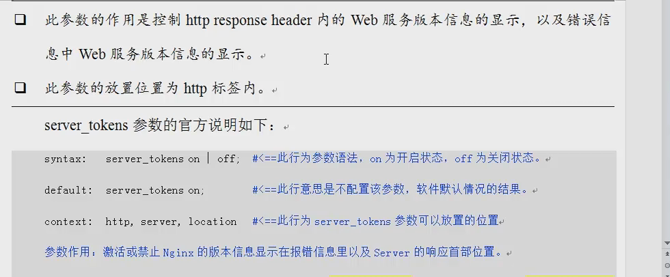 ❑ 此参数的作用是控制 http response header 内的 Web 服务版本信息的显示，以及错误信
息中 Web 服务版本信息的显示。
❑ 此参数的放置位置为 http 标签内。
server_tokens 参数的官方说明如下：
syntax: server_tokens on | off; #<==此行为参数语法，on 为开启状态，off 为关闭状态。
default: server_tokens on; #<==此行意思是不配置该参数，软件默认情况的结果。
context: http, server, location #<==此行为 server_tokens 参数可以放置的位置
参数作用：激活或禁止 Nginx 的版本信息显示在报错信息里以及 Server 的响应首部位置。